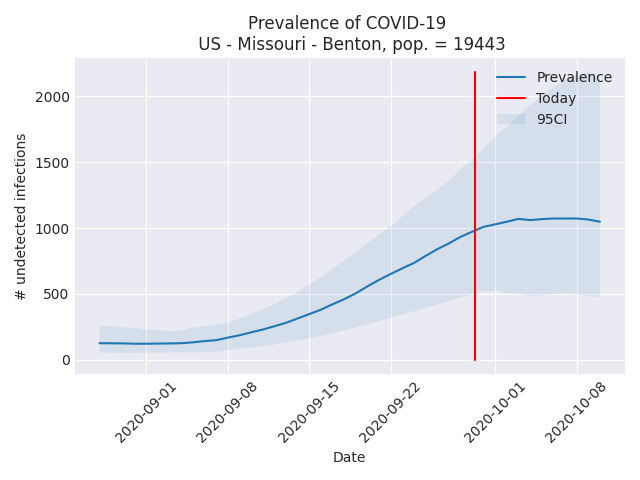 Prevalence of COVID-19
US - Missouri - Benton, pop. = 19443
Prevalence
Today
95CI
# undetected infections
2000
1500
1000
500
0
2020-09-01
2020-09-08
2020-09-15
2020-09-22
2020-10-01
2020-10-08
Date